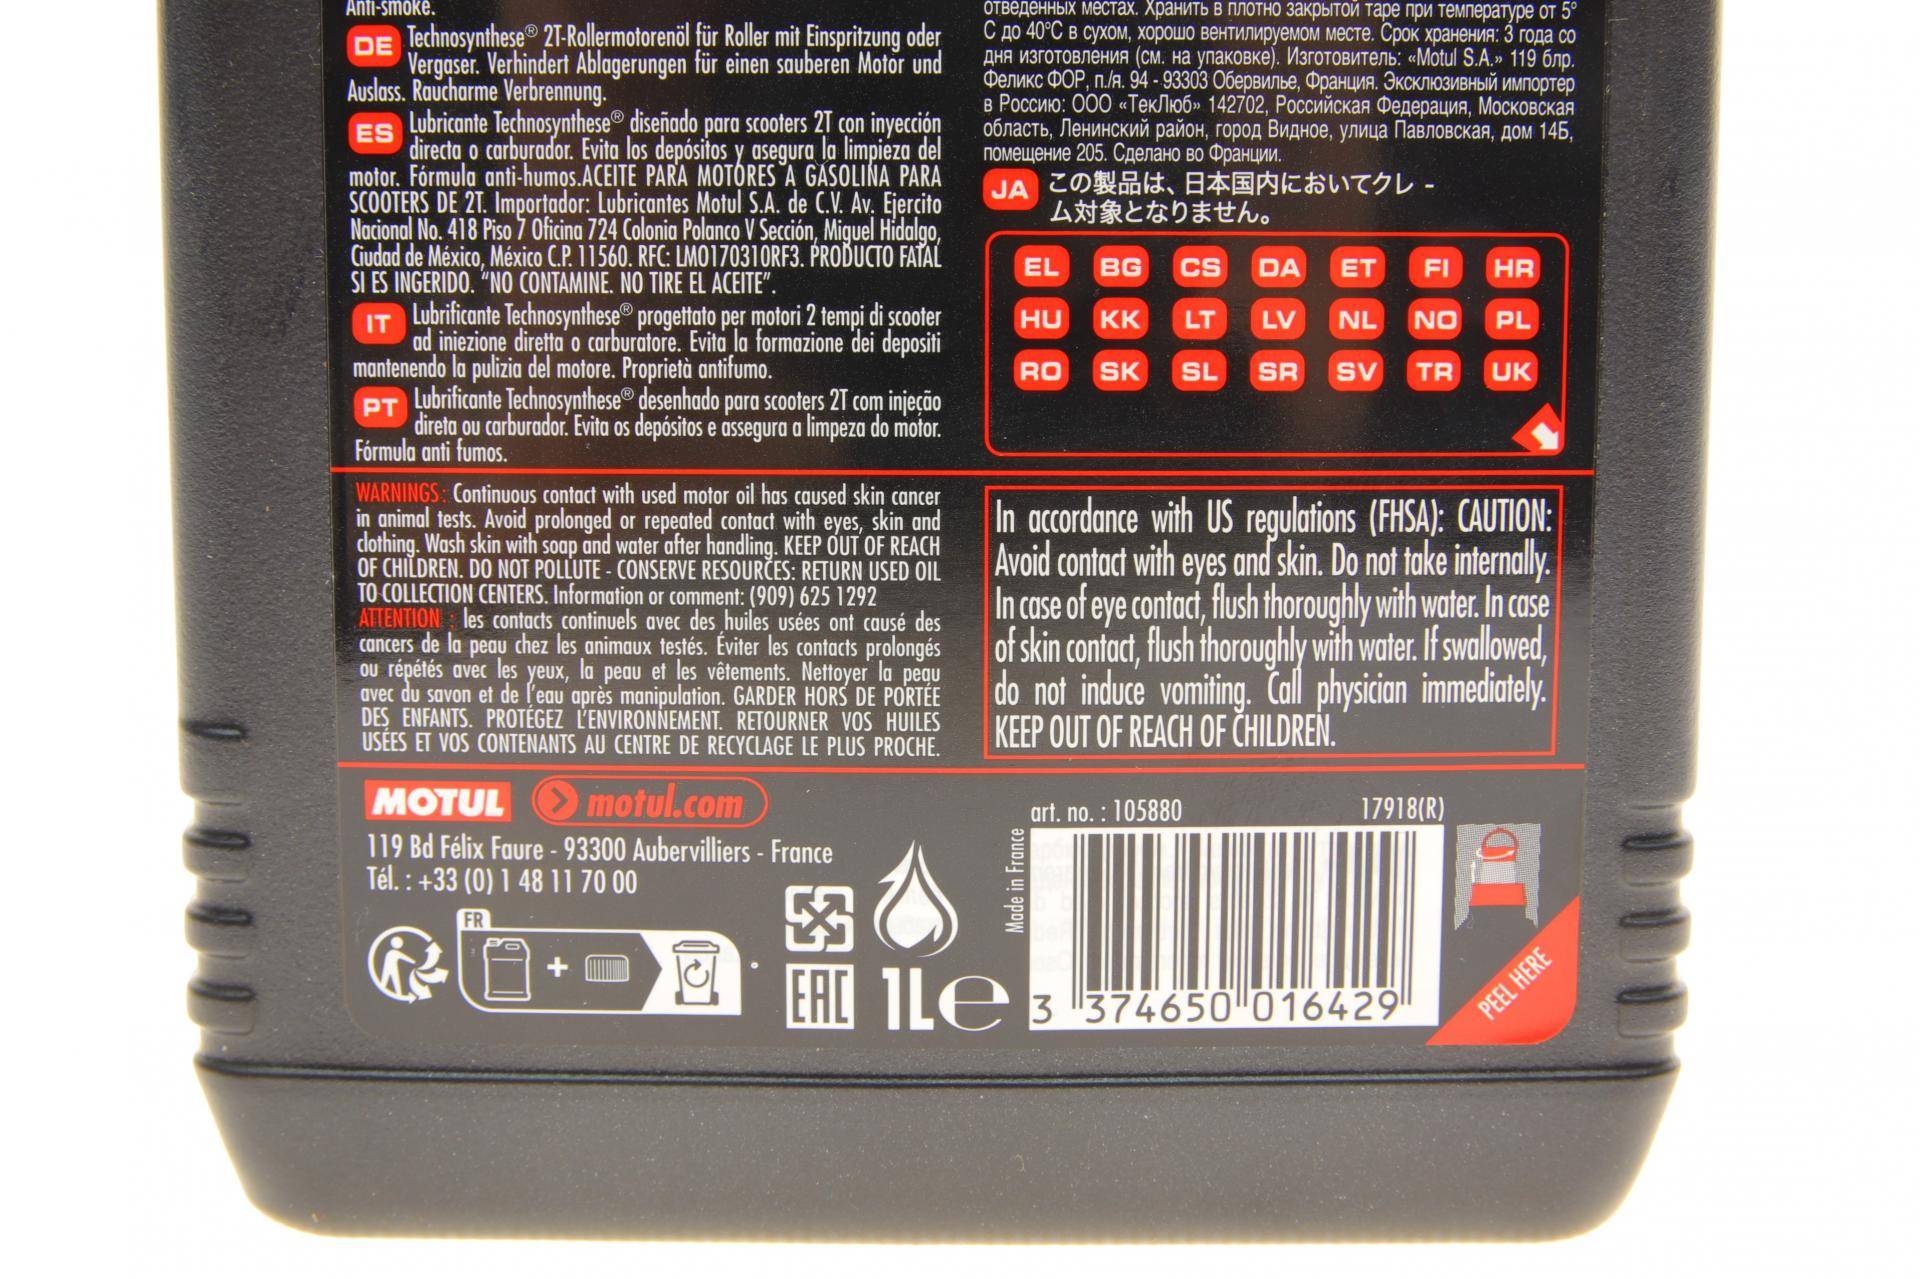 Anti-smoke.
DE Technosynthese® 2T-Rollermotorenöl für Roller mit Einspritzung oder
Vergaser. Verhindert Ablagerungen für einen sauberen Motor und
Auslass. Raucharme Verbrennung.
ES Lubricante Technosynthese® diseñado para scooters 2T con inyección
directa o carburador. Evita los depósitos y asegura la limpieza del
motor. Fórmula anti-humos.ACEITE PARA MOTORES A GASOLINA PARA
SCOOTERS DE 2T. Importador: Lubricantes Motul S.A. de C.V. Av. Ejercito
Nacional No. 418 Piso 7 Oficina 724 Colonia Polanco V Sección, Miguel Hidalgo,
Ciudad de México, México C.P. 11560. RFC: LMO170310RF3. PRODUCTO FATAL
SI ES INGERIDO. “NO CONTAMINE. NO TIRE EL ACEITE”.
IT Lubrificante Technosynthese® progettato per motori 2 tempi di scooter
ad iniezione diretta o carburatore. Evita la formazione dei depositi
mantenendo la pulizia del motore. Proprietà antifumo.
PT Lubrificante Technosynthese® desenhado para scooters 2T com injeção
direta ou carburador. Evita os depósitos e assegura a limpeza do motor.
Fórmula anti fumos.
отведенных местах. Хранить в плотно закрытой таре при температуре от 5°
С до 40°С в сухом, хорошо вентилируемом месте. Срок хранения: 3 года со
дня изготовления (см. на упаковке). Изготовитель: «Motul S.A.» 119 блр.
Феликс ФОР, п./я. 94 - 93303 Обервилье, Франция. Эксклюзивный импортер
в Россию: ООО «ТекЛюб» 142702, Российская Федерация, Московская
область, Ленинский район, город Видное, улица Павловская, дом 14Б,
помещение 205. Сделано во Франции.
JA この製品は、日本国内においてクレ -
ム対象となりません。
EL BG CS DA ET FI HR
HU KK LT LV NL NO PL
RO SK SL SR SV TR UK
WARNINGS: Continuous contact with used motor oil has caused skin cancer
in animal tests. Avoid prolonged or repeated contact with eyes, skin and
clothing. Wash skin with soap and water after handling. KEEP OUT OF REACH
OF CHILDREN. DO NOT POLLUTE - CONSERVE RESOURCES: RETURN USED OIL
TO COLLECTION CENTERS. Information or comment: (909) 625 1292
ATTENTION : les contacts continuels avec des huiles usées ont causé des
cancers de la peau chez les animaux testés. Éviter les contacts prolongés
ou répétés avec les yeux, la peau et les vêtements. Nettoyer la peau
avec du savon et de l’eau après manipulation. GARDER HORS DE PORTÉE
DES ENFANTS. PROTÉGEZ L’ENVIRONNEMENT. RETOURNER VOS HUILES
USÉES ET VOS CONTENANTS AU CENTRE DE RECYCLAGE LE PLUS PROCHE.
In accordance with US regulations (FHSA): CAUTION:
Avoid contact with eyes and skin. Do not take internally.
In case of eye contact, flush thoroughly with water. In case
of skin contact, flush thoroughly with water. If swallowed,
do not induce vomiting. Call physician immediately.
KEEP OUT OF REACH OF CHILDREN.
MOTUL motul.com
119 Bd Félix Faure - 93300 Aubervilliers - France
Tél. : +33 (0) 1 48 11 70 00
FR
+
EAC
1L e
art. no. : 105880 17918(R)
Made in France
3 374650 016429
PEEL HERE